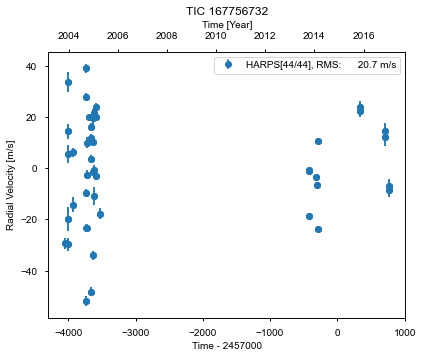 TIC 167756732
Time [Year]
2004 2006 2008 2010 2012 2014 2016
HARPS[44/44], RMS: 20.7 m/s
Radial Velocity [m/s]
40
20
0
−20
−40
−4000 −3000 −2000 −1000 0 1000
Time - 2457000